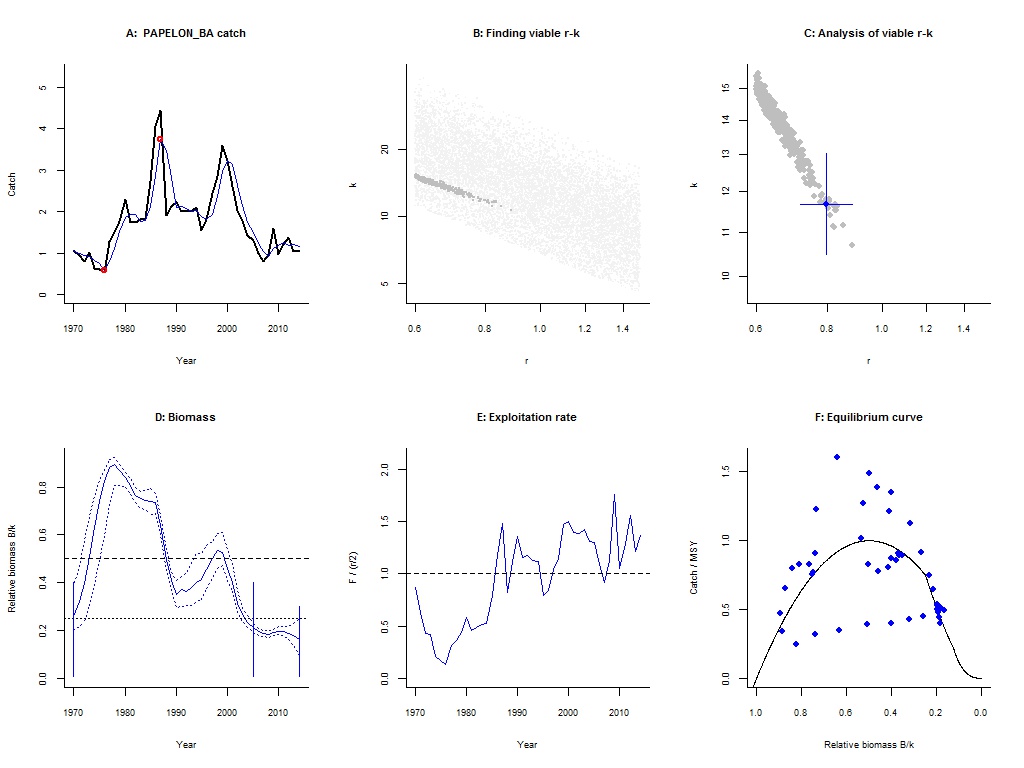 A:  PAPELON_BA catch
Catch
0 1 2 3 4 5
1970 1980 1990 2000 2010
Year
B: Finding viable r-k
k
5 10 20
0.6 0.8 1.0 1.2 1.4
r
C: Analysis of viable r-k
k
10 11 12 13 14 15
0.6 0.8 1.0 1.2 1.4
r
D: Biomass
Relative biomass B/k
0.0 0.2 0.4 0.6 0.8
1970 1980 1990 2000 2010
Year
E: Exploitation rate
F / (r/2)
0.0 0.5 1.0 1.5 2.0
1970 1980 1990 2000 2010
Year
F: Equilibrium curve
Catch / MSY
0.0 0.5 1.0 1.5
1.0 0.8 0.6 0.4 0.2 0.0
Relative biomass B/k